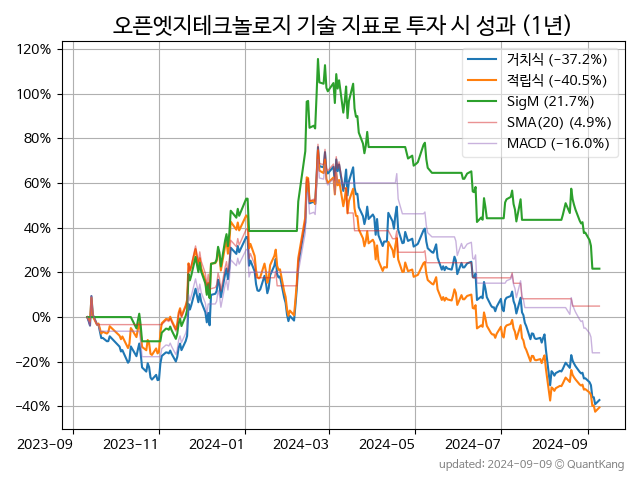 오픈엣지테크놀로지 기술 지표로 투자 시 성과 (1년)
120%
100%
80%
60%
40%
20%
0%
−20%
−40%
거치식 (−37.2%)
적립식 (−40.5%)
SigM (21.7%)
SMA(20) (4.9%)
MACD (−16.0%)
2023-09
2023-11
2024-01
2024-03
2024-05
2024-07
2024-09
updated: 2024-09-09 © QuantKang